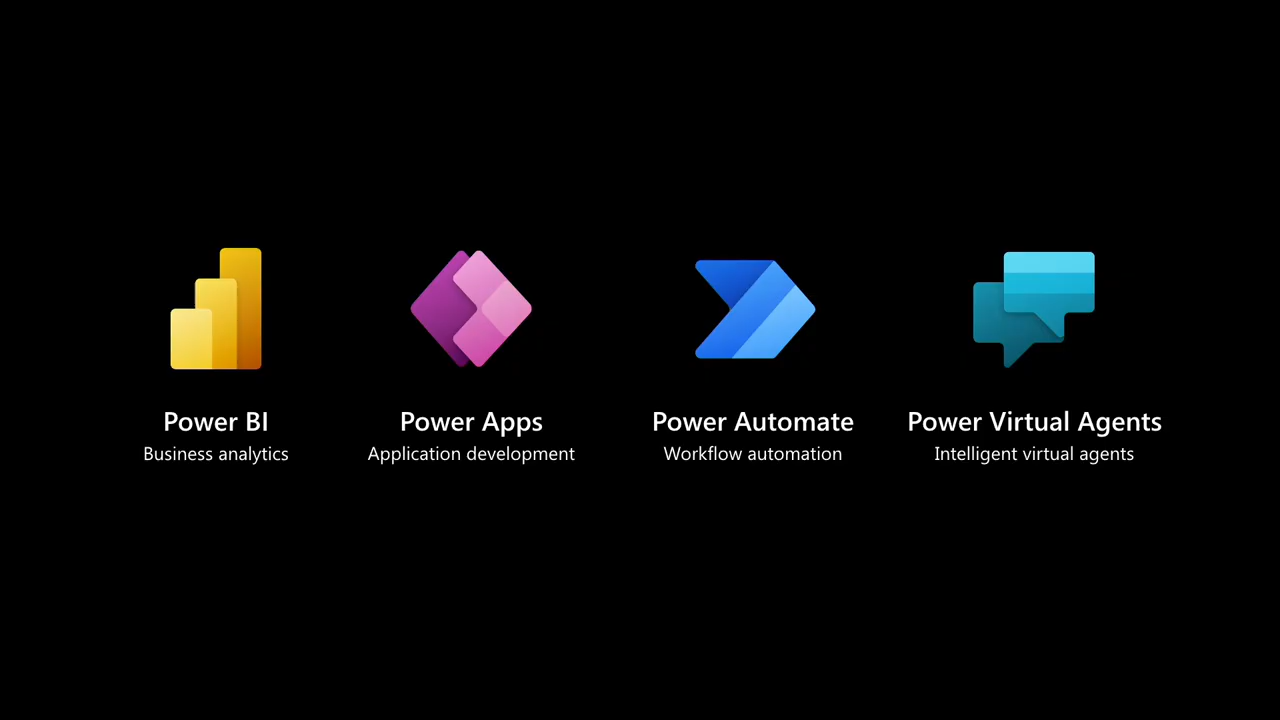 Power BI
Business analytics
Power Apps
Application development
Power Automate
Workflow automation
Power Virtual Agents
Intelligent virtual agents